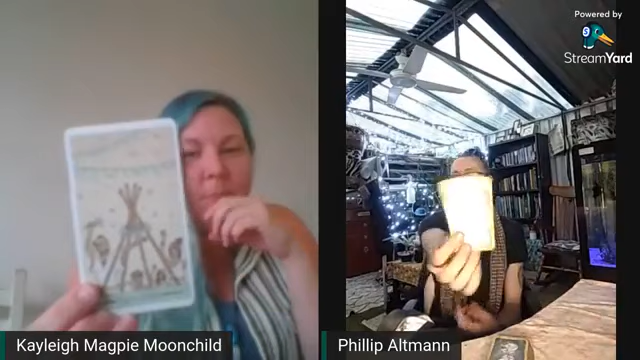 Powered by
StreamYard
Kayleigh Magpie Moonchild
Phillip Altmann